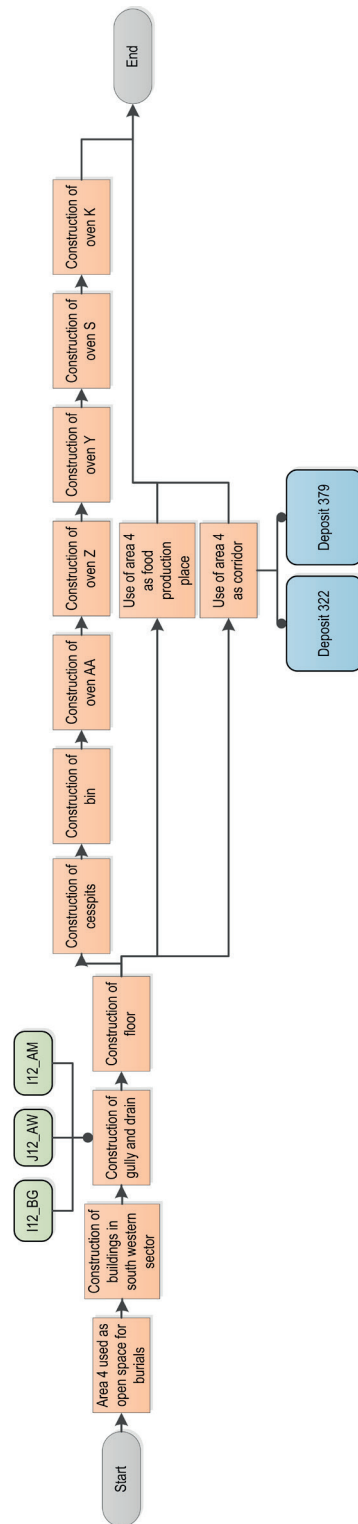 Start
Area 4 used as
open space for
burials
Construction of
buildings in
south western
sector
I12_BG
J12_AW
I12_AM
Construction of
gully and drain
Construction of
floor
Construction of
cesspits
Construction of
bin
Construction of
oven AA
Construction of
oven Z
Construction of
oven Y
Construction of
oven S
Construction of
oven K
Use of area 4
as food
production
place
Use of area 4
as corridor
Deposit 322
Deposit 379
End